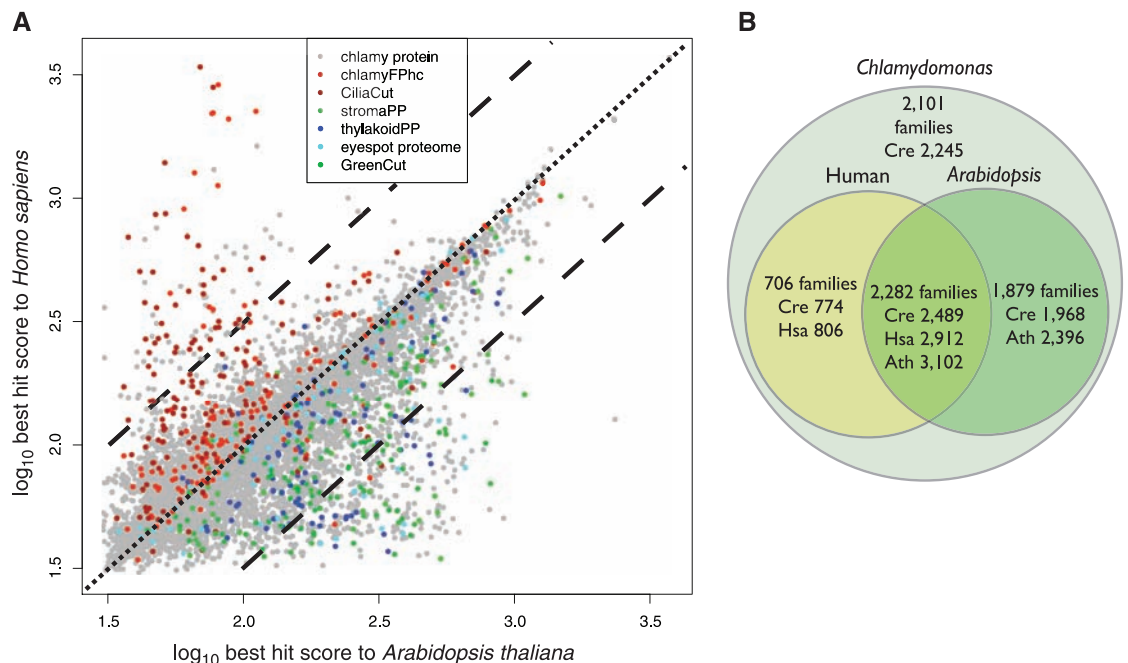 A
log10 best hit score to Homo sapiens
3.5
3.0
2.5
2.0
1.5
chlamy protein
chlamyFPhc
CiliaCut
stromaPP
thylakoidPP
eyespot proteome
GreenCut
1.5 2.0 2.5 3.0 3.5
log10 best hit score to Arabidopsis thaliana
B
Chlamydomonas
2,101
families
Cre 2,245
Human
Arabidopsis
706 families
Cre 774
Hsa 806
2,282 families
Cre 2,489
Hsa 2,912
Ath 3,102
1,879 families
Cre 1,968
Ath 2,396